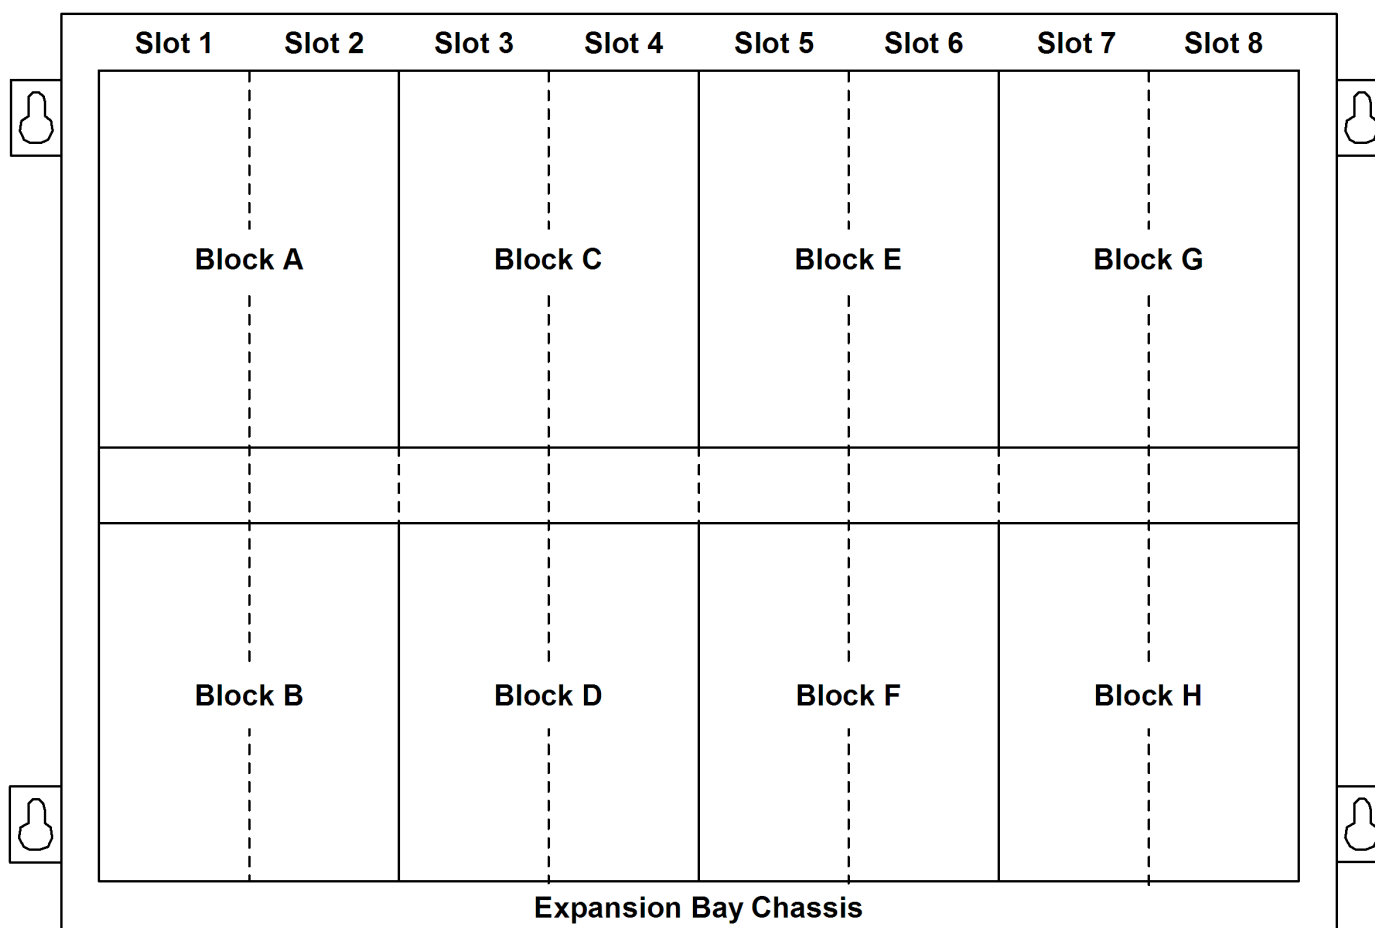 Slot 1 Slot 2 Slot 3 Slot 4 Slot 5 Slot 6 Slot 7 Slot 8
Block A Block C Block E Block G
Block B Block D Block F Block H
Expansion Bay Chassis